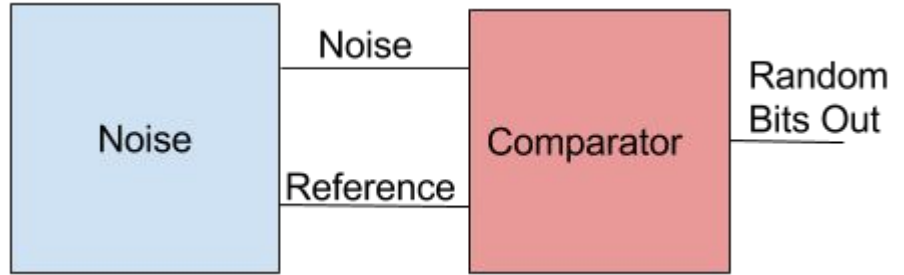 Noise
Noise
Reference
Comparator
Random
Bits Out